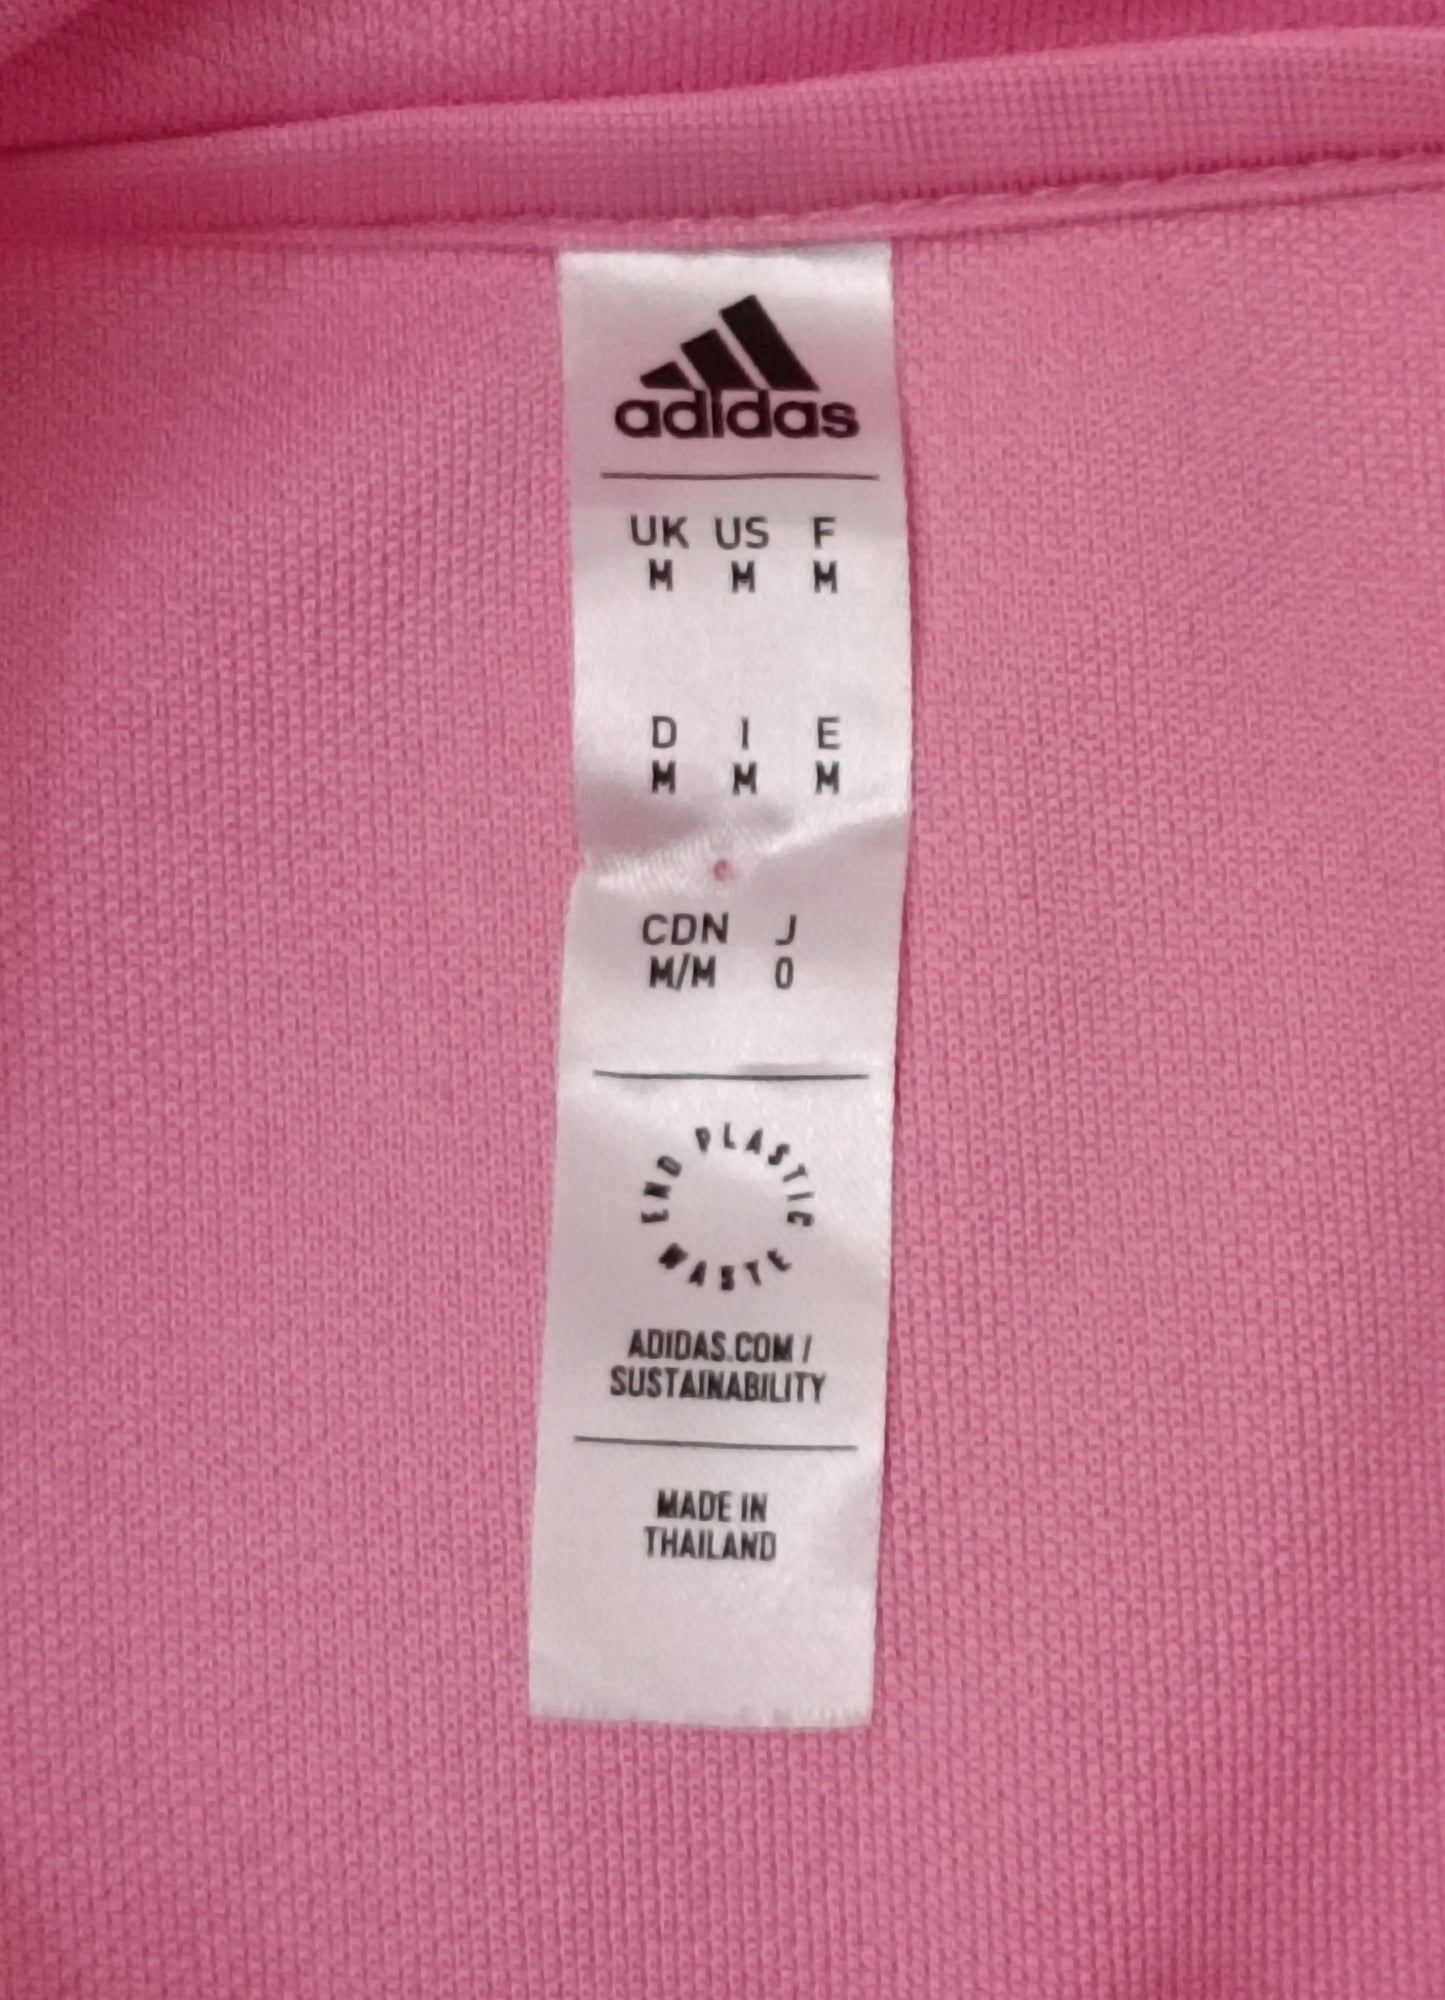 adidas
UK US F
M M M
D I E
M M M
CDN J
M/M O
END PLASTIC WASTE
ADIDAS.COM /
SUSTAINABILITY
MADE IN
THAILAND